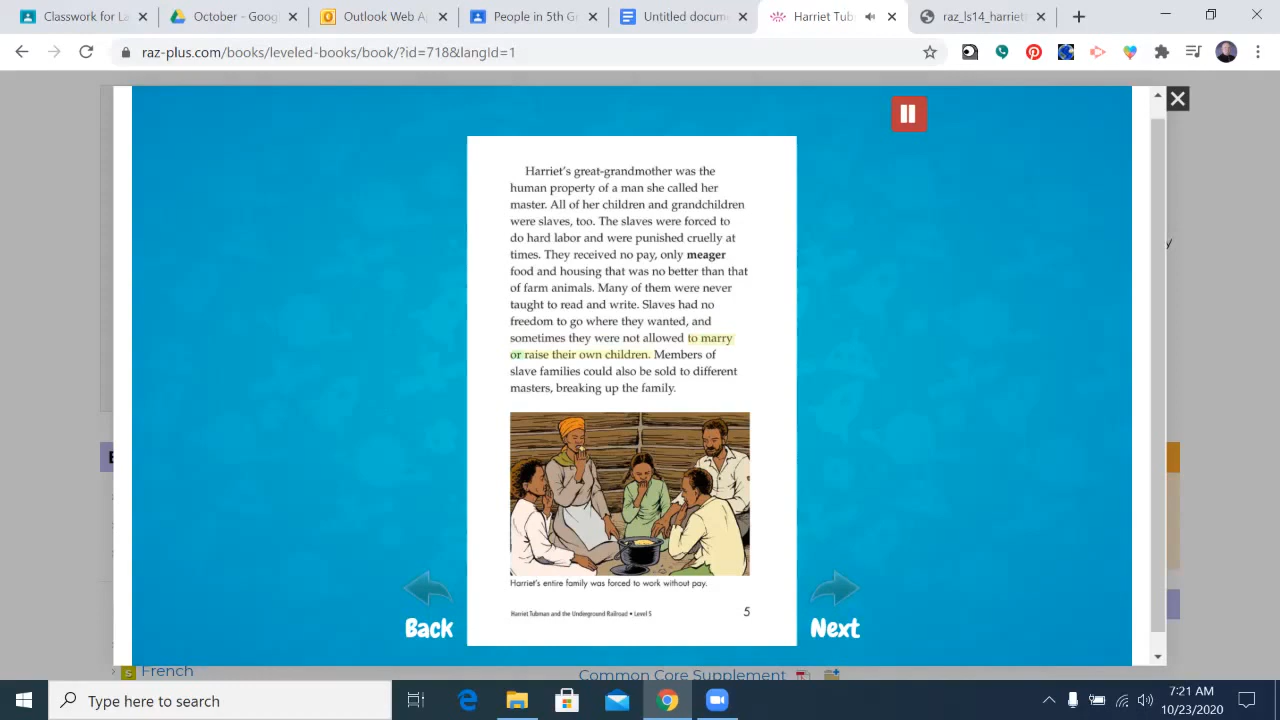 Classwork for La
Google Drive - Goog
Outlook Web A
People in 5th Gr
Untitled docume
Harriet Tub
raz_ls14_harriet
raz-plus.com/books/leveled-books/book/?id=718&langId=1
Harriet's great-grandmother was the
human property of a man she called her
master. All of her children and grandchildren
were slaves, too. The slaves were forced to
do hard labor and were punished cruelly at
times. They received no pay, only meager
food and housing that was no better than that
of farm animals. Many of them were never
taught to read and write. Slaves had no
freedom to go where they wanted, and
sometimes they were not allowed to marry
or raise their own children. Members of
slave families could also be sold to different
masters, breaking up the family.
Harriet's entire family was forced to work without pay.
Harriet Tubman and the Underground Railroad • Level S
5
Back
Next
French
Common Core Supplement
Type here to search
7:21 AM
10/23/2020